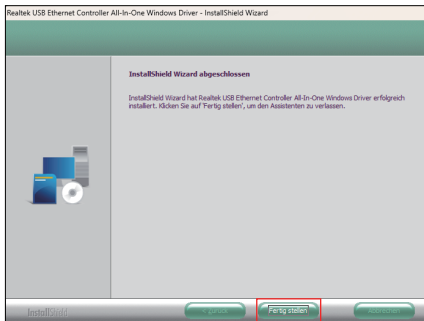 Realtek USB Ethernet Controller All-In-One Windows Driver - InstallShield Wizard
InstallShield Wizard abgeschlossen
InstallShield Wizard hat Realtek USB Ethernet Controller All-In-One Windows Driver erfolgreich
installiert. Klicken Sie auf 'Fertig stellen', um den Assistenten zu verlassen.
InstallShield
< Zurück
Fertig stellen
Abbrechen